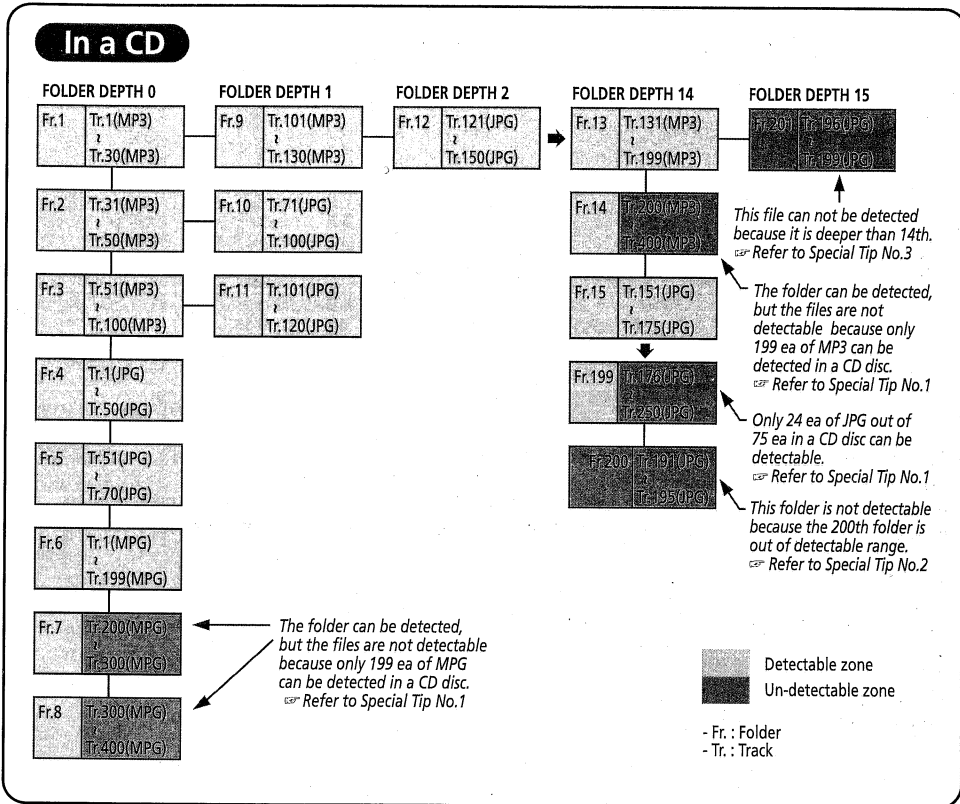 In a CD
FOLDER DEPTH 0
Fr.1
Tr.1(MP3)
~
Tr.30(MP3)
Fr.2
Tr.31(MP3)
~
Tr.50(MP3)
Fr.3
Tr.51(MP3)
~
Tr.100(MP3)
Fr.4
Tr.1(JPG)
~
Tr.50(JPG)
Fr.5
Tr.51(JPG)
~
Tr.70(JPG)
Fr.6
Tr.1(MPG)
~
Tr.199(MPG)
Fr.7
Tr.200(MPG)
~
Tr.300(MPG)
Fr.8
Tr.300(MPG)
~
Tr.400(MPG)
FOLDER DEPTH 1
Fr.9
Tr.101(MP3)
~
Tr.130(MP3)
Fr.10
Tr.71(JPG)
~
Tr.100(JPG)
Fr.11
Tr.101(JPG)
~
Tr.120(JPG)
FOLDER DEPTH 2
Fr.12
Tr.121(JPG)
~
Tr.150(JPG)
FOLDER DEPTH 14
Fr.13
Tr.131(MP3)
~
Tr.199(MP3)
Fr.14
Tr.200(MP3)
~
Tr.400(MP3)
Fr.15
Tr.151(JPG)
~
Tr.175(JPG)
Fr.199
Tr.176(JPG)
~
Tr.250(JPG)
Fr.200
Tr.191(JPG)
~
Tr.195(JPG)
FOLDER DEPTH 15
Fr.201
Tr.196(JPG)
~
Tr.199(JPG)
This file can not be detected
because it is deeper than 14th.
☞ Refer to Special Tip No.3
The folder can be detected,
but the files are not
detectable because only
199 ea of MP3 can be
detected in a CD disc.
☞ Refer to Special Tip No.1
Only 24 ea of JPG out of
75 ea in a CD disc can be
detectable.
☞ Refer to Special Tip No.1
This folder is not detectable
because the 200th folder is
out of detectable range.
☞ Refer to Special Tip No.2
The folder can be detected,
but the files are not detectable
because only 199 ea of MPG
can be detected in a CD disc.
☞ Refer to Special Tip No.1
Detectable zone
Un-detectable zone
- Fr. : Folder
- Tr. : Track